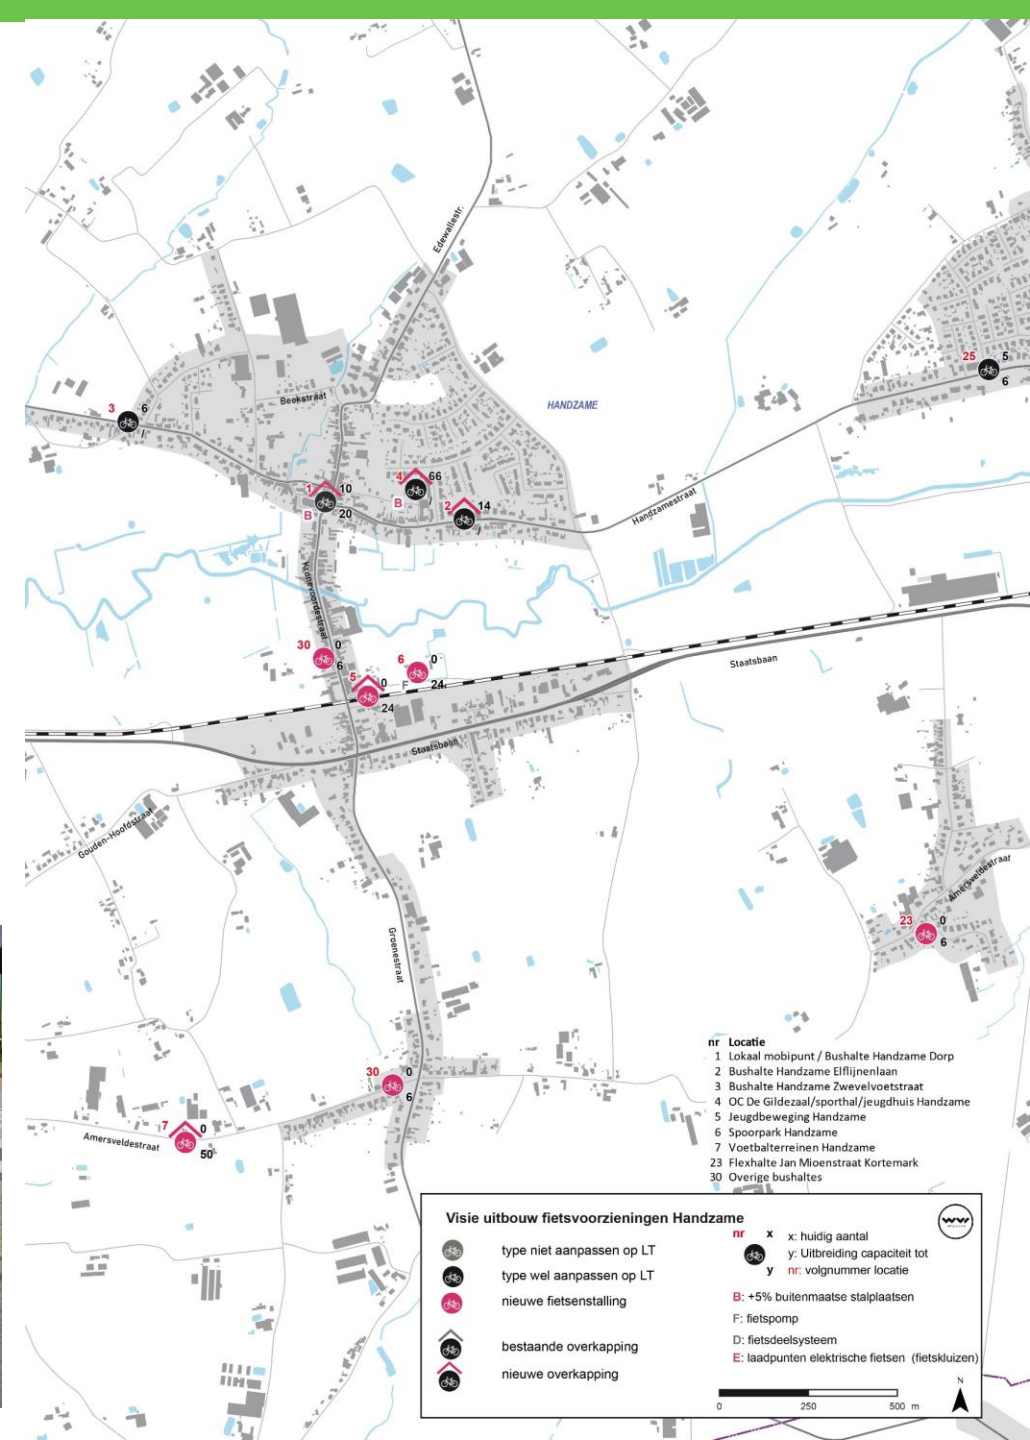 Edewallestr.
25 5
6
3 6
/
Beekstraat
HANDZAME
1 10
B 20
4 66
B /
2 14
/
Handzamestraat
Kronevoordestraat
30 0
6
5 0
24
6 0
F 24
Staatsbaan
Staatsbaan
Gouden-Hoofdstraat
Amersveldestraat
23 0
6
Groenestraat
30 0
6
7 0
50
Amersveldestraat
nr Locatie
1 Lokaal mobipunt / Bushalte Handzame Dorp
2 Bushalte Handzame Elflijnenlaan
3 Bushalte Handzame Zwevelvoetstraat
4 OC De Gildezaal/sporthal/jeugdhuis Handzame
5 Jeugdbeweging Handzame
6 Spoorpark Handzame
7 Voetbalterreinen Handzame
23 Flexhalte Jan Mioenstraat Kortemark
30 Overige bushaltes
Visie uitbouw fietsvoorzieningen Handzame
type niet aanpassen op LT
type wel aanpassen op LT
nieuwe fietsenstalling
bestaande overkapping
nieuwe overkapping
nr x
y
x: huidig aantal
y: Uitbreiding capaciteit tot
nr: volgnummer locatie
B: +5% buitenmaatse stalplaatsen
F: fietspomp
D: fietsdeelsysteem
E: laadpunten elektrische fietsen (fietskluizen)
N
0 250 500 m